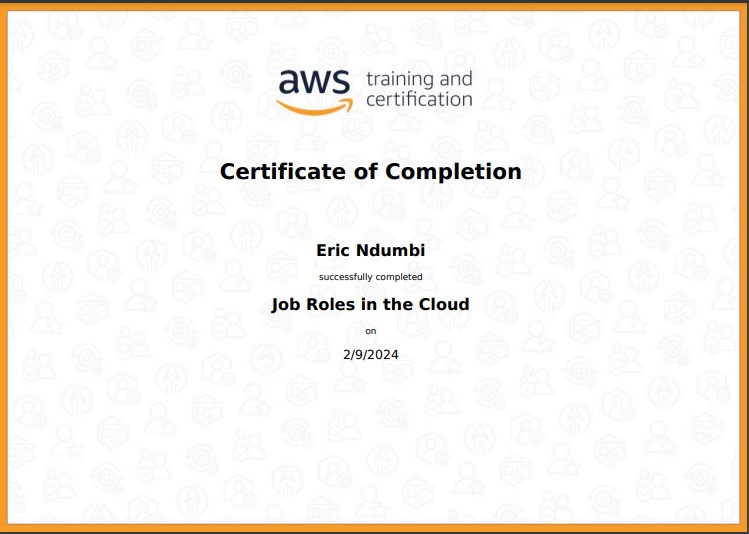 aws training and
certification
Certificate of Completion
Eric Ndumbi
successfully completed
Job Roles in the Cloud
on
2/9/2024